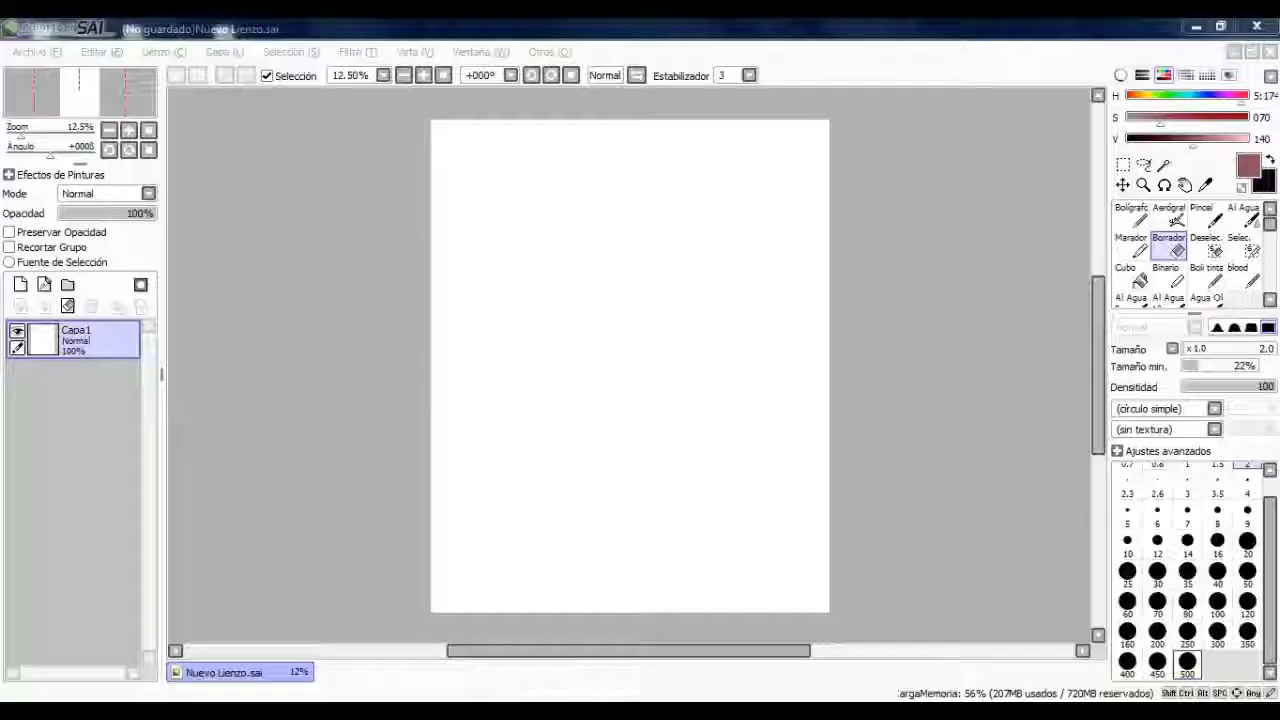 SAI (No guardado)Nuevo Lienzo.sai
Archivo (F) Editar (E) Lienzo (C) Capa (L) Selección (S) Filtro (T) Vista (V) Ventana (W) Otros (O)
Selección 12.50% +000º Normal Estabilizador 3
Zoom 12.5%
Ángulo +000ß
Efectos de Pinturas
Mode Normal
Opacidad 100%
Preservar Opacidad
Recortar Grupo
Fuente de Selección
Capa1
Normal
100%
Nuevo Lienzo.sai 12%
H 5:174
S 070
V 140
Bolígrafo Aerógraf Pincel Al Agua
Marador Borrador Deselec. Selec.
Cubo Binario Boli tinta blood
Al Agua Al Agua Agua Ol
Normal
Tamaño x 1.0 2.0
Tamaño min. 22%
Densitidad 100
(círculo simple)
(sin textura)
Ajustes avanzados
0.7 0.8 1 1.5 2
2.3 2.6 3 3.5 4
5 6 7 8 9
10 12 14 16 20
25 30 35 40 50
60 70 80 100 120
160 200 250 300 350
400 450 500
argaMemoria: 56% (207MB usados / 720MB reservados) Shift Ctrl Alt SPC Any